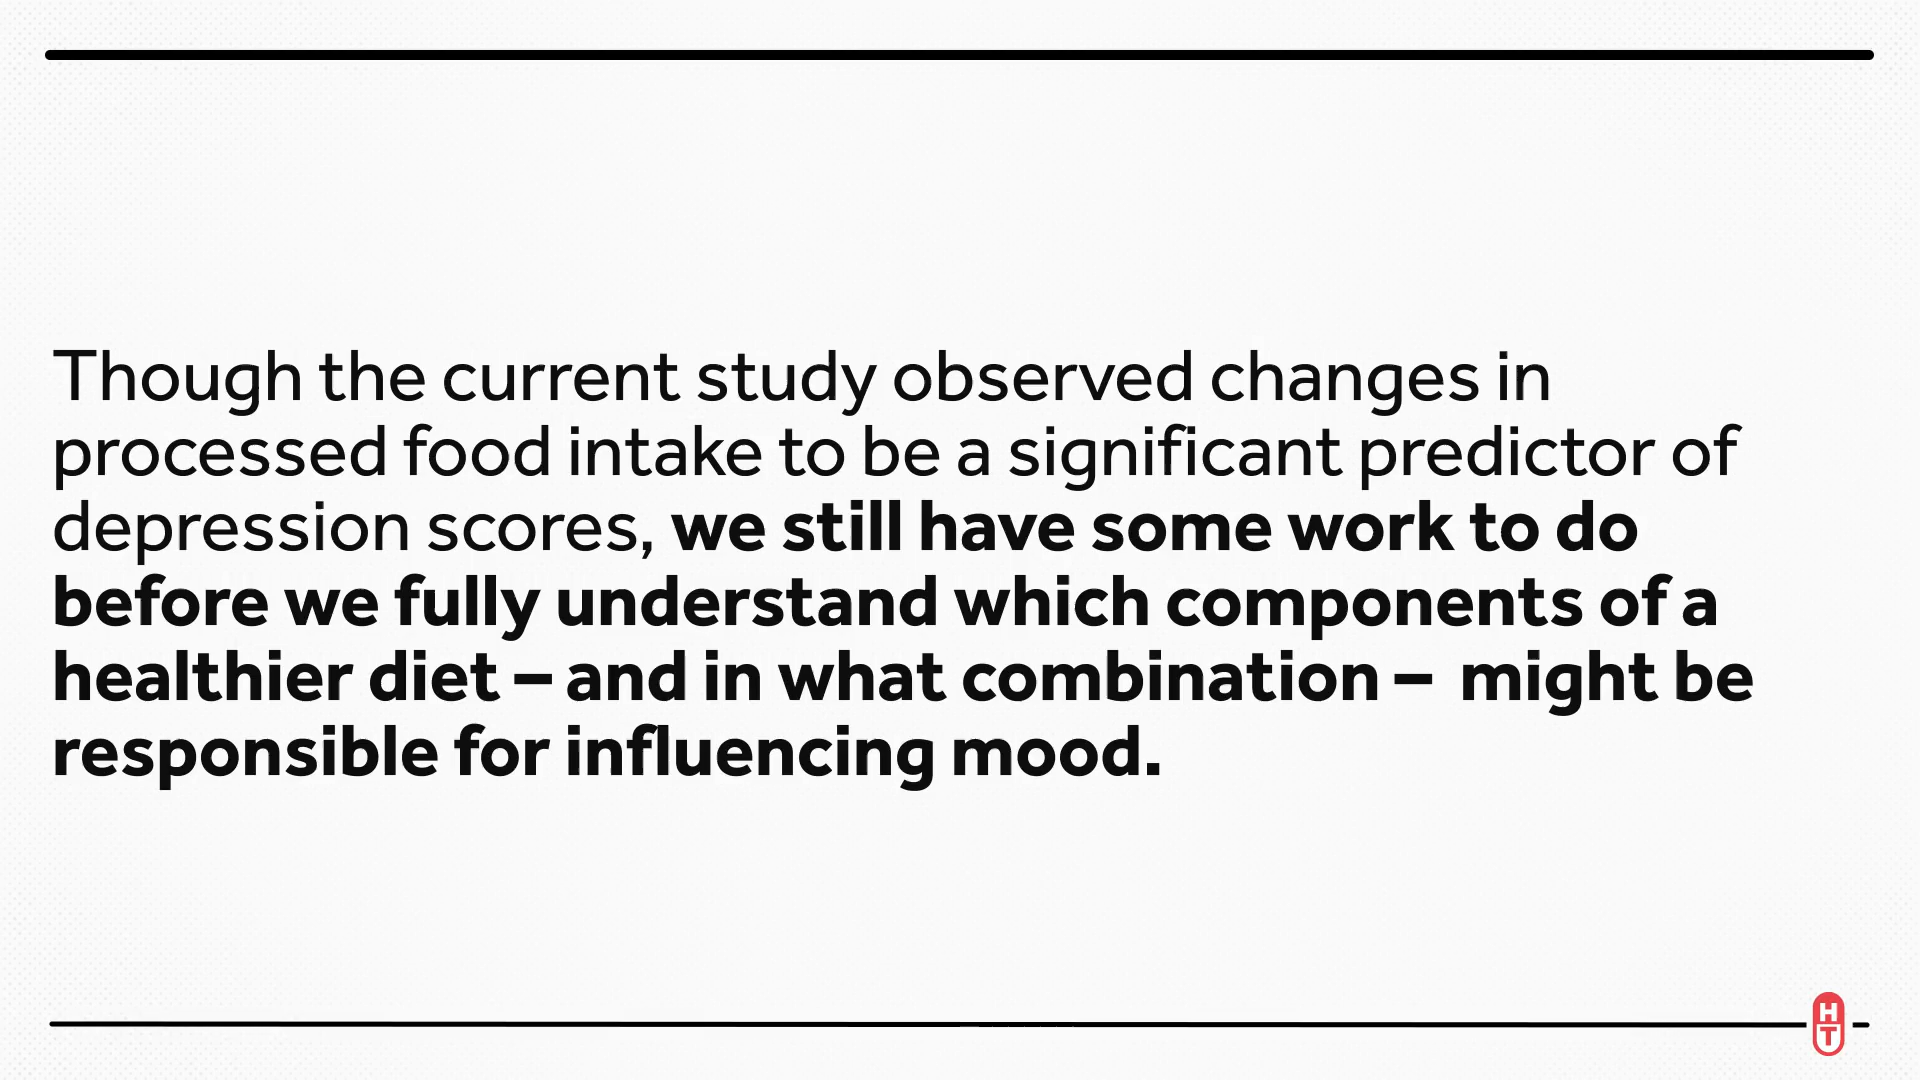 Though the current study observed changes in
processed food intake to be a significant predictor of
depression scores, we still have some work to do
before we fully understand which components of a
healthier diet – and in what combination –  might be
responsible for influencing mood.
H
T